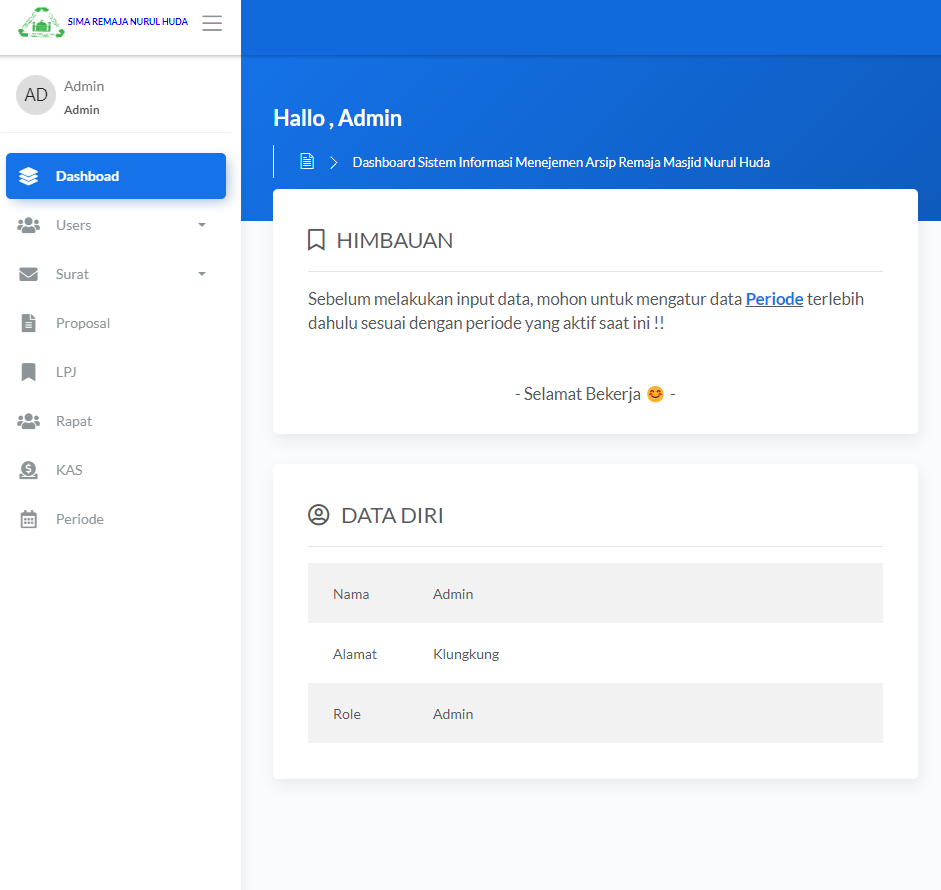 SIMA REMAJA NURUL HUDA
AD
Admin
Admin
Dashboad
Users
Surat
Proposal
LPJ
Rapat
KAS
Periode
Hallo , Admin
Dashboard Sistem Informasi Menejemen Arsip Remaja Masjid Nurul Huda
HIMBAUAN
Sebelum melakukan input data, mohon untuk mengatur data Periode terlebih
dahulu sesuai dengan periode yang aktif saat ini !!
- Selamat Bekerja 😊 -
DATA DIRI
Nama Admin
Alamat Klungkung
Role Admin